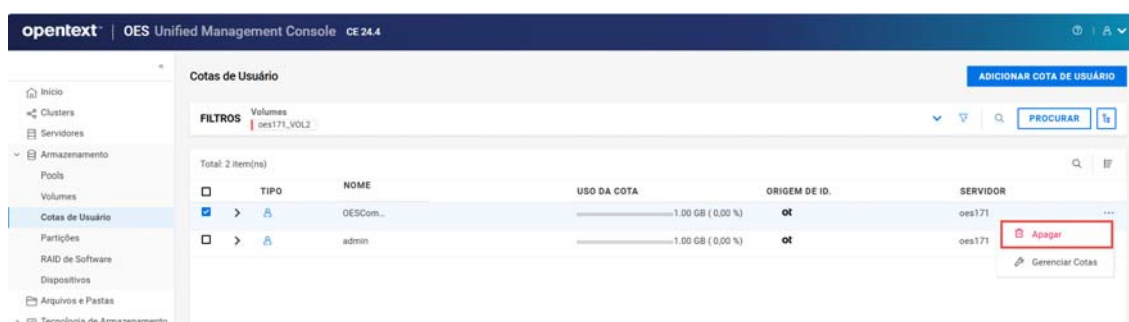 opentext™ | OES Unified Management Console CE 24.4
Início
Clusters
Servidores
Armazenamento
Pools
Volumes
Cotas de Usuário
Partições
RAID de Software
Dispositivos
Arquivos e Pastas
Tecnologia de Armazenamento
Cotas de Usuário
ADICIONAR COTA DE USUÁRIO
FILTROS
Volumes
oes171_VOL2
PROCURAR
Total: 2 item(ns)
TIPO NOME USO DA COTA ORIGEM DE ID. SERVIDOR
OESCom... 1.00 GB ( 0,00 %) ot oes171 ...
admin 1.00 GB ( 0,00 %) ot oes171
Apagar
Gerenciar Cotas